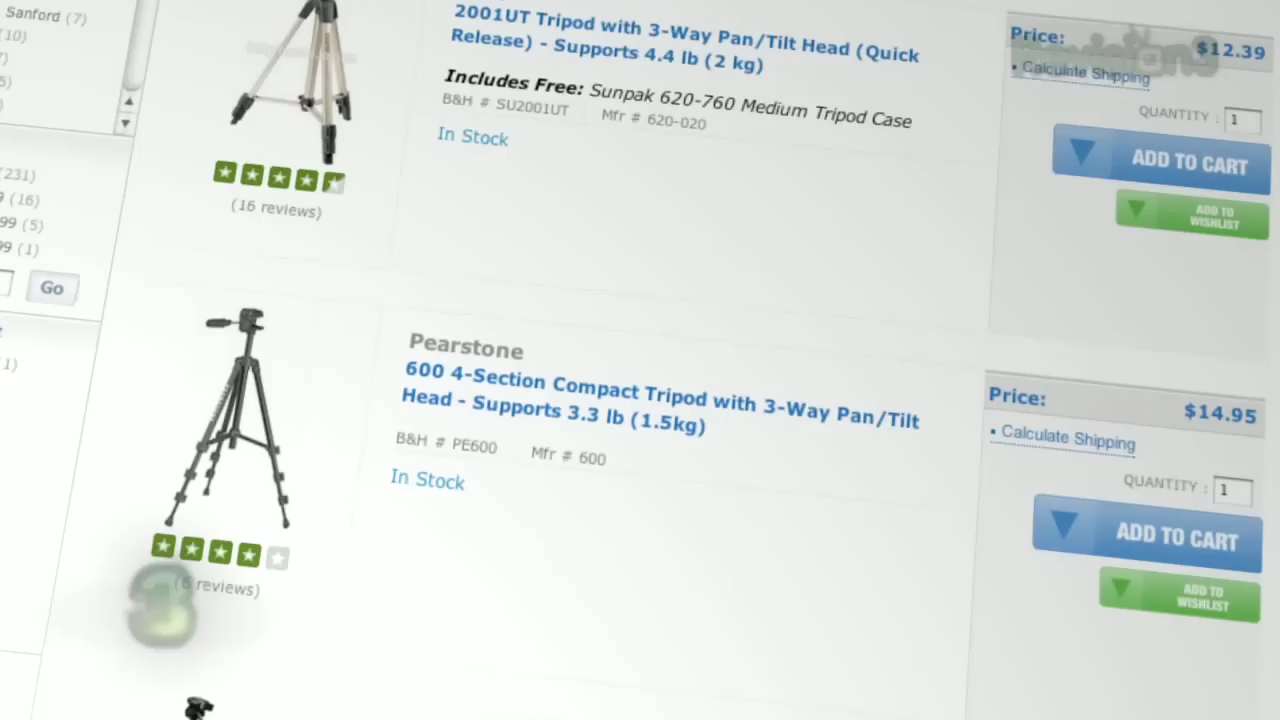 Sanford (7)
(10)
5)
(231)
(16)
99 (5)
99 (1)
Go
1)
(16 reviews)
2001UT Tripod with 3-Way Pan/Tilt Head (Quick
Release) - Supports 4.4 lb (2 kg)
Includes Free: Sunpak 620-760 Medium Tripod Case
B&H # SU2001UT Mfr # 620-020
In Stock
Price: $12.39
• Calculate Shipping
QUANTITY : 1
ADD TO CART
ADD TO
WISHLIST
Pearstone
600 4-Section Compact Tripod with 3-Way Pan/Tilt
Head - Supports 3.3 lb (1.5kg)
B&H # PE600 Mfr # 600
In Stock
(6 reviews)
3
Price: $14.95
• Calculate Shipping
QUANTITY : 1
ADD TO CART
ADD TO
WISHLIST